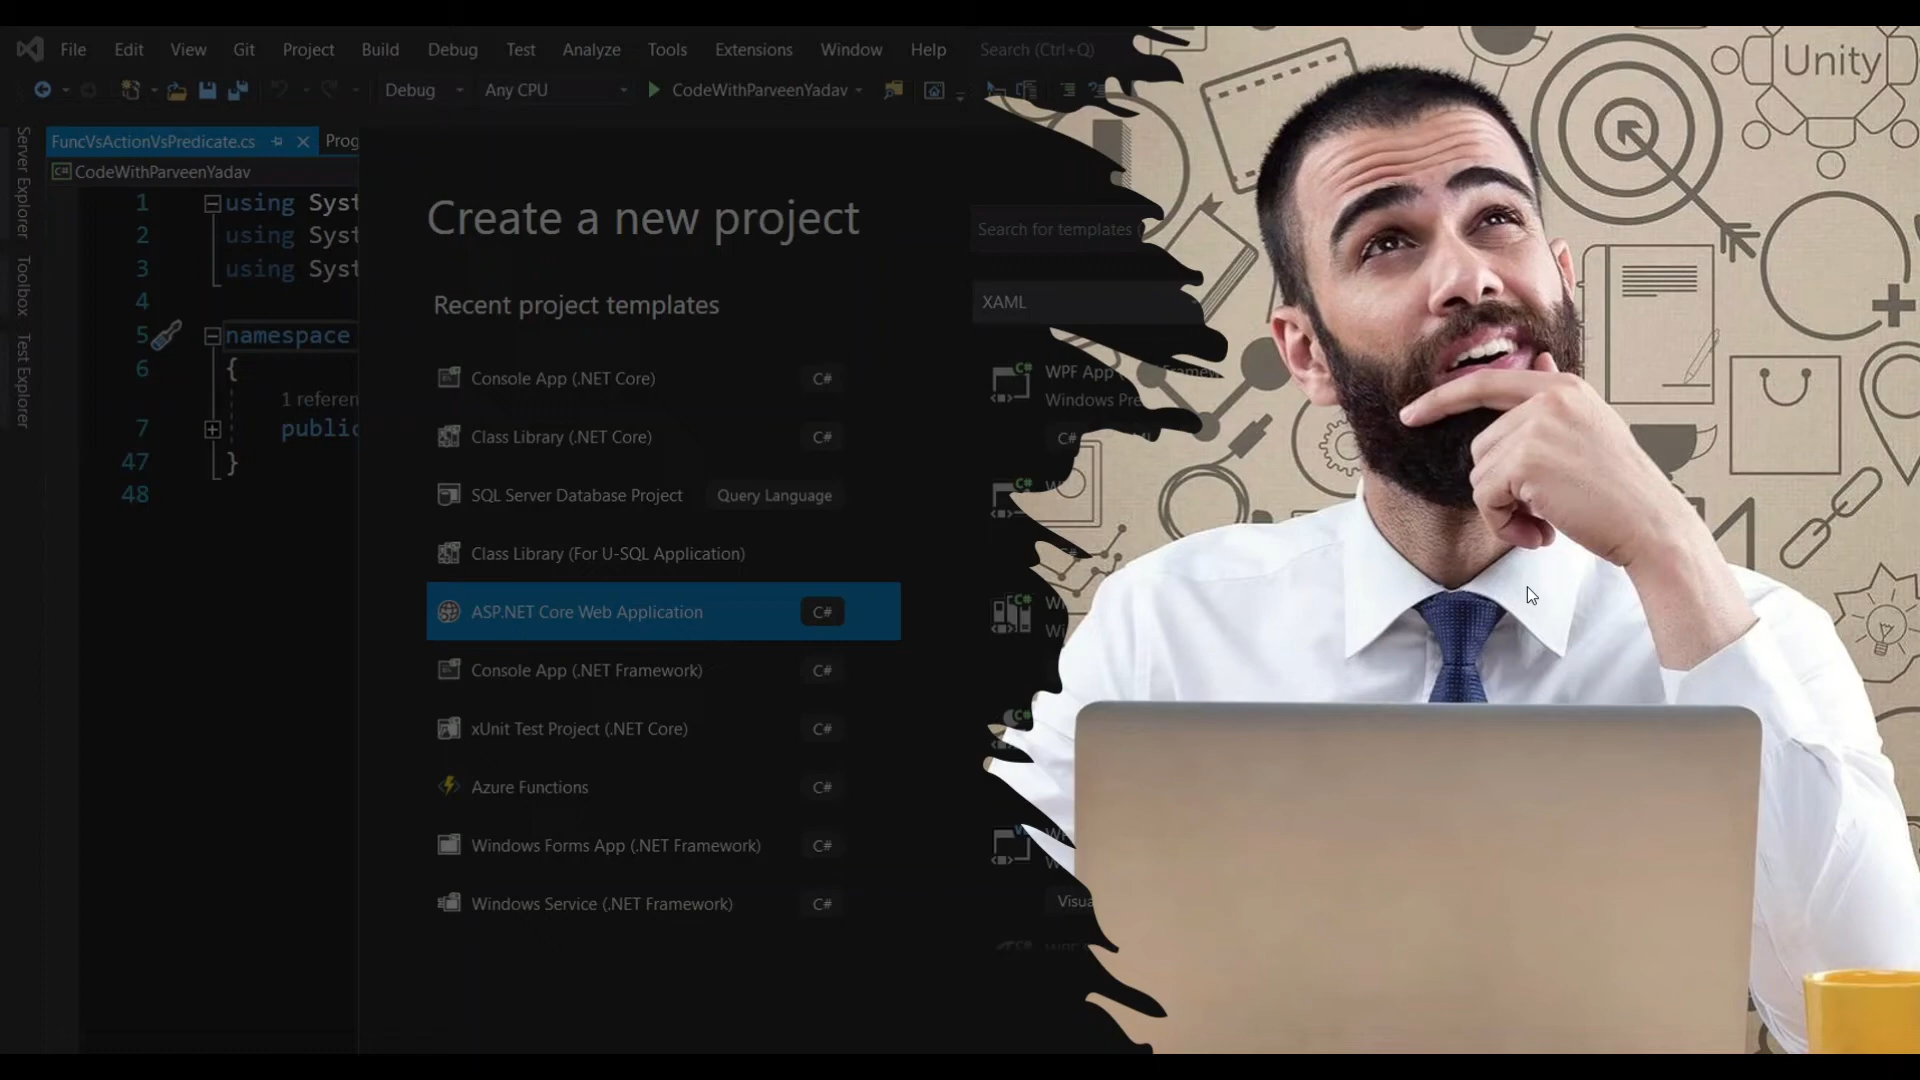 File Edit View Git Project Build Debug Test Analyze Tools Extensions Window Help Search (Ctrl+Q)
Debug Any CPU CodeWithParveenYadav
FuncVsActionVsPredicate.cs Prog
CodeWithParveenYadav
Server Explorer
Toolbox
Test Explorer
1 using Syst
2 using Syst
3 using Syst
4
5 namespace
6 {
1 referen
7 public
47 }
48
Create a new project
Recent project templates
Console App (.NET Core) C#
Class Library (.NET Core) C#
SQL Server Database Project Query Language
Class Library (For U-SQL Application)
ASP.NET Core Web Application C#
Console App (.NET Framework) C#
xUnit Test Project (.NET Core) C#
Azure Functions C#
Windows Forms App (.NET Framework) C#
Windows Service (.NET Framework) C#
Search for templates
XAML
WPF App
Windows Pre
C#
Visua
Unity